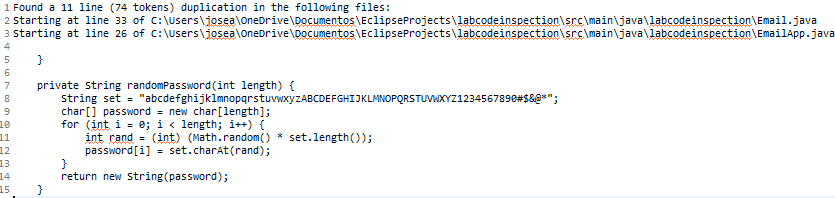 1 Found a 11 line (74 tokens) duplication in the following files:
2 Starting at line 33 of C:\Users\josea\OneDrive\Documentos\EclipseProjects\labcodeinspection\src\main\java\labcodeinspection\Email.java
3 Starting at line 26 of C:\Users\josea\OneDrive\Documentos\EclipseProjects\labcodeinspection\src\main\java\labcodeinspection\EmailApp.java
4
5     }
6
7     private String randomPassword(int length) {
8         String set = "abcdefghijklmnopqrstuvwxyzABCDEFGHIJKLMNOPQRSTUVWXYZ1234567890#$&@*";
9         char[] password = new char[length];
10         for (int i = 0; i < length; i++) {
11             int rand = (int) (Math.random() * set.length());
12             password[i] = set.charAt(rand);
13         }
14         return new String(password);
15     }